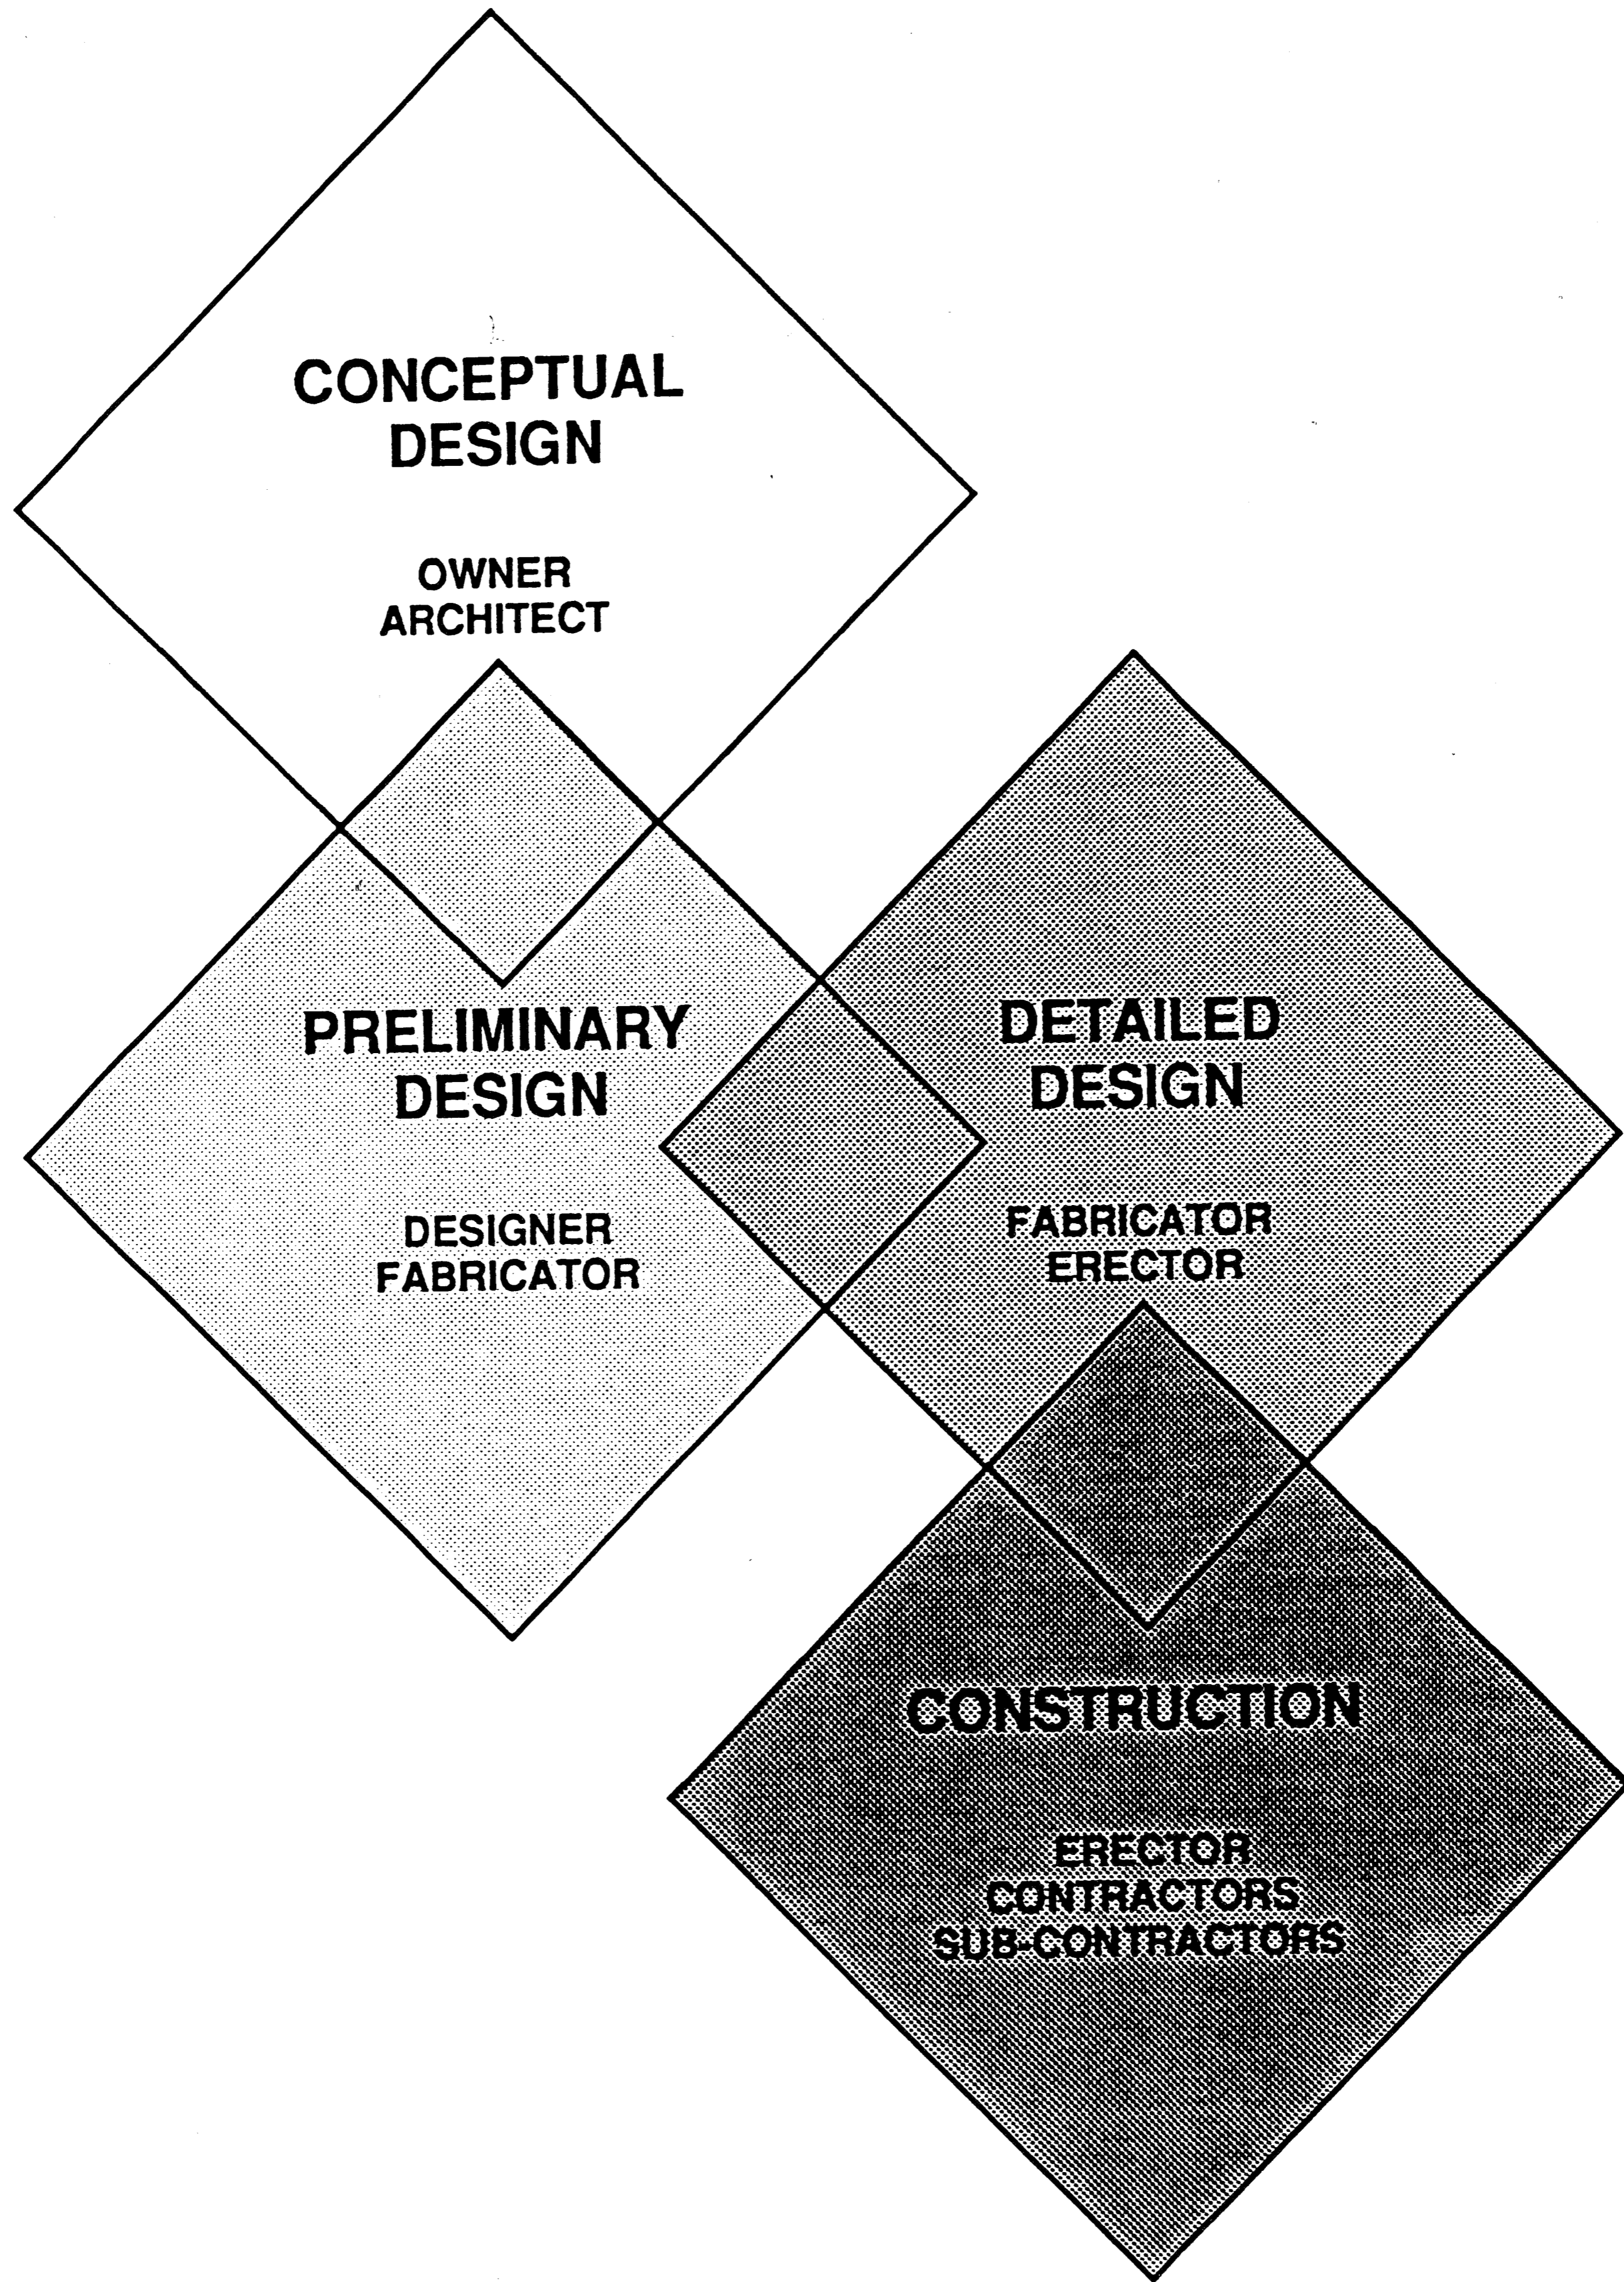 CONCEPTUAL
DESIGN
OWNER
ARCHITECT
PRELIMINARY
DESIGN
DESIGNER
FABRICATOR
DETAILED
DESIGN
FABRICATOR
ERECTOR
CONSTRUCTION
ERECTOR
CONTRACTORS
SUB-CONTRACTORS